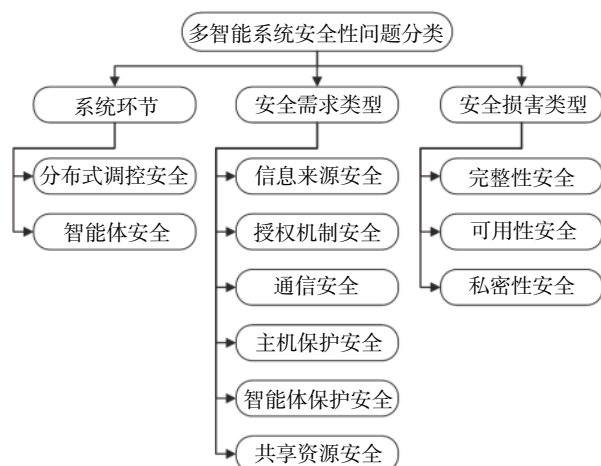 多智能系统安全性问题分类
系统环节
安全需求类型
安全损害类型
分布式调控安全
智能体安全
信息来源安全
授权机制安全
通信安全
主机保护安全
智能体保护安全
共享资源安全
完整性安全
可用性安全
私密性安全